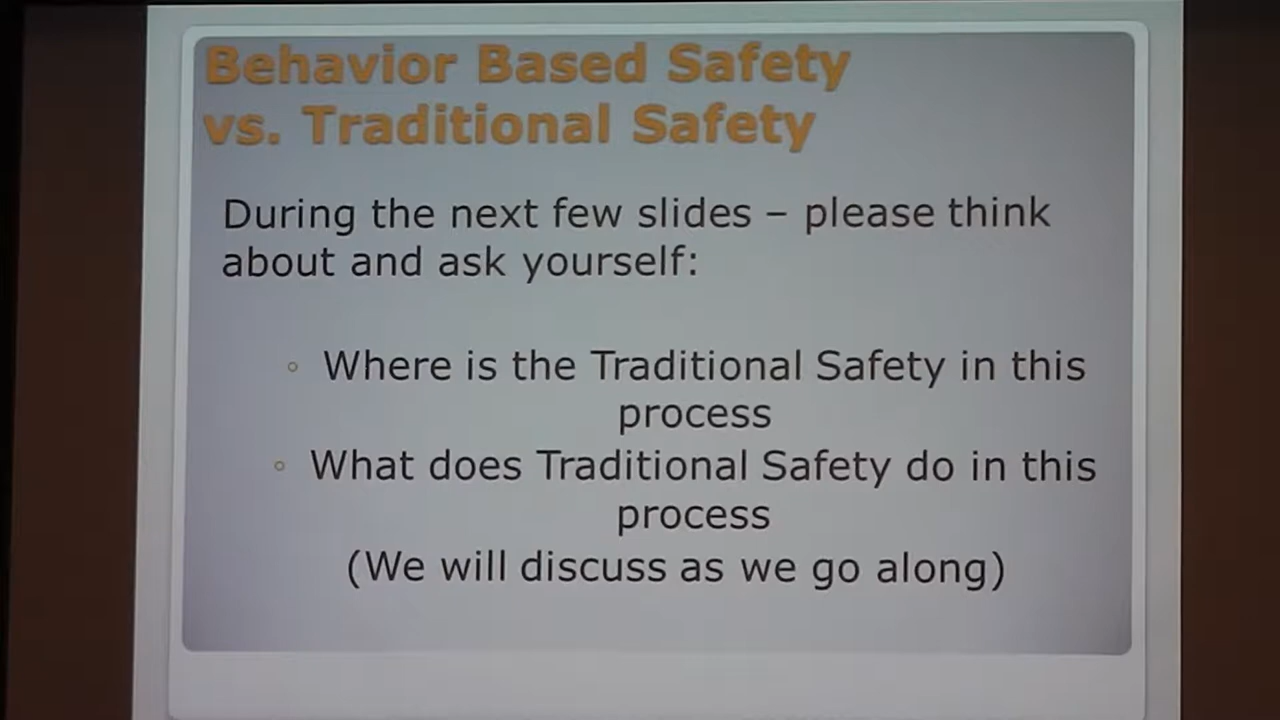 Behavior Based Safety
vs. Traditional Safety
During the next few slides – please think
about and ask yourself:
◦ Where is the Traditional Safety in this
process
◦ What does Traditional Safety do in this
process
(We will discuss as we go along)